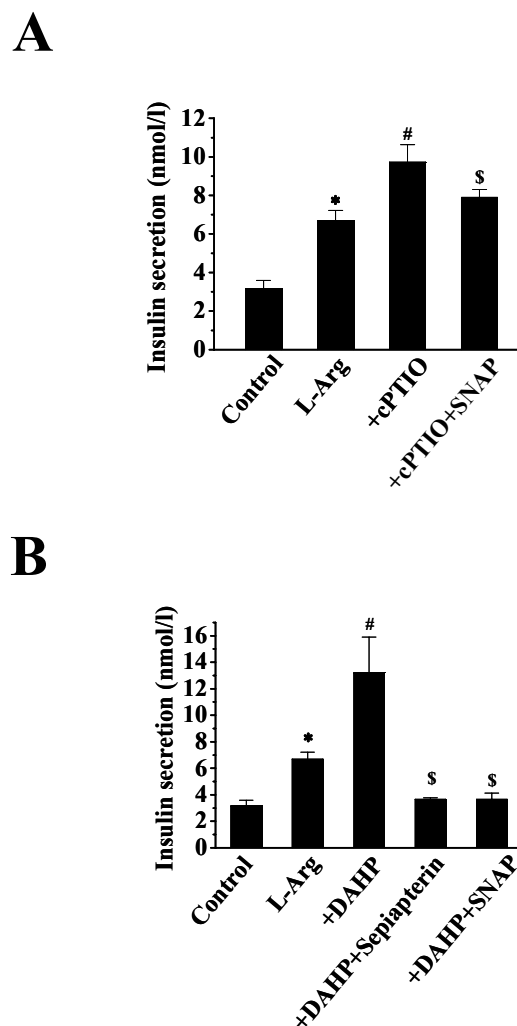 A
Insulin secretion (nmol/l)
12
10
8
6
4
2
0
*
#
$
Control
L-Arg
+cPTIO
+cPTIO+SNAP
B
Insulin secretion (nmol/l)
16
14
12
10
8
6
4
2
0
*
#
$
$
Control
L-Arg
+DAHP
+DAHP+Sepiapterin
+DAHP+SNAP